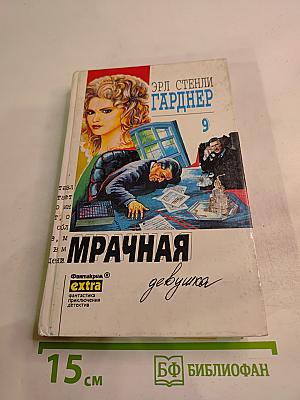 ЭРЛ СТЕНЛИ
ГАРДНЕР
9
МРАЧНАЯ
девушка
Фантакрим
extra
фантастика
приключения
детектив
15 см
БФ БИБЛИОФАН